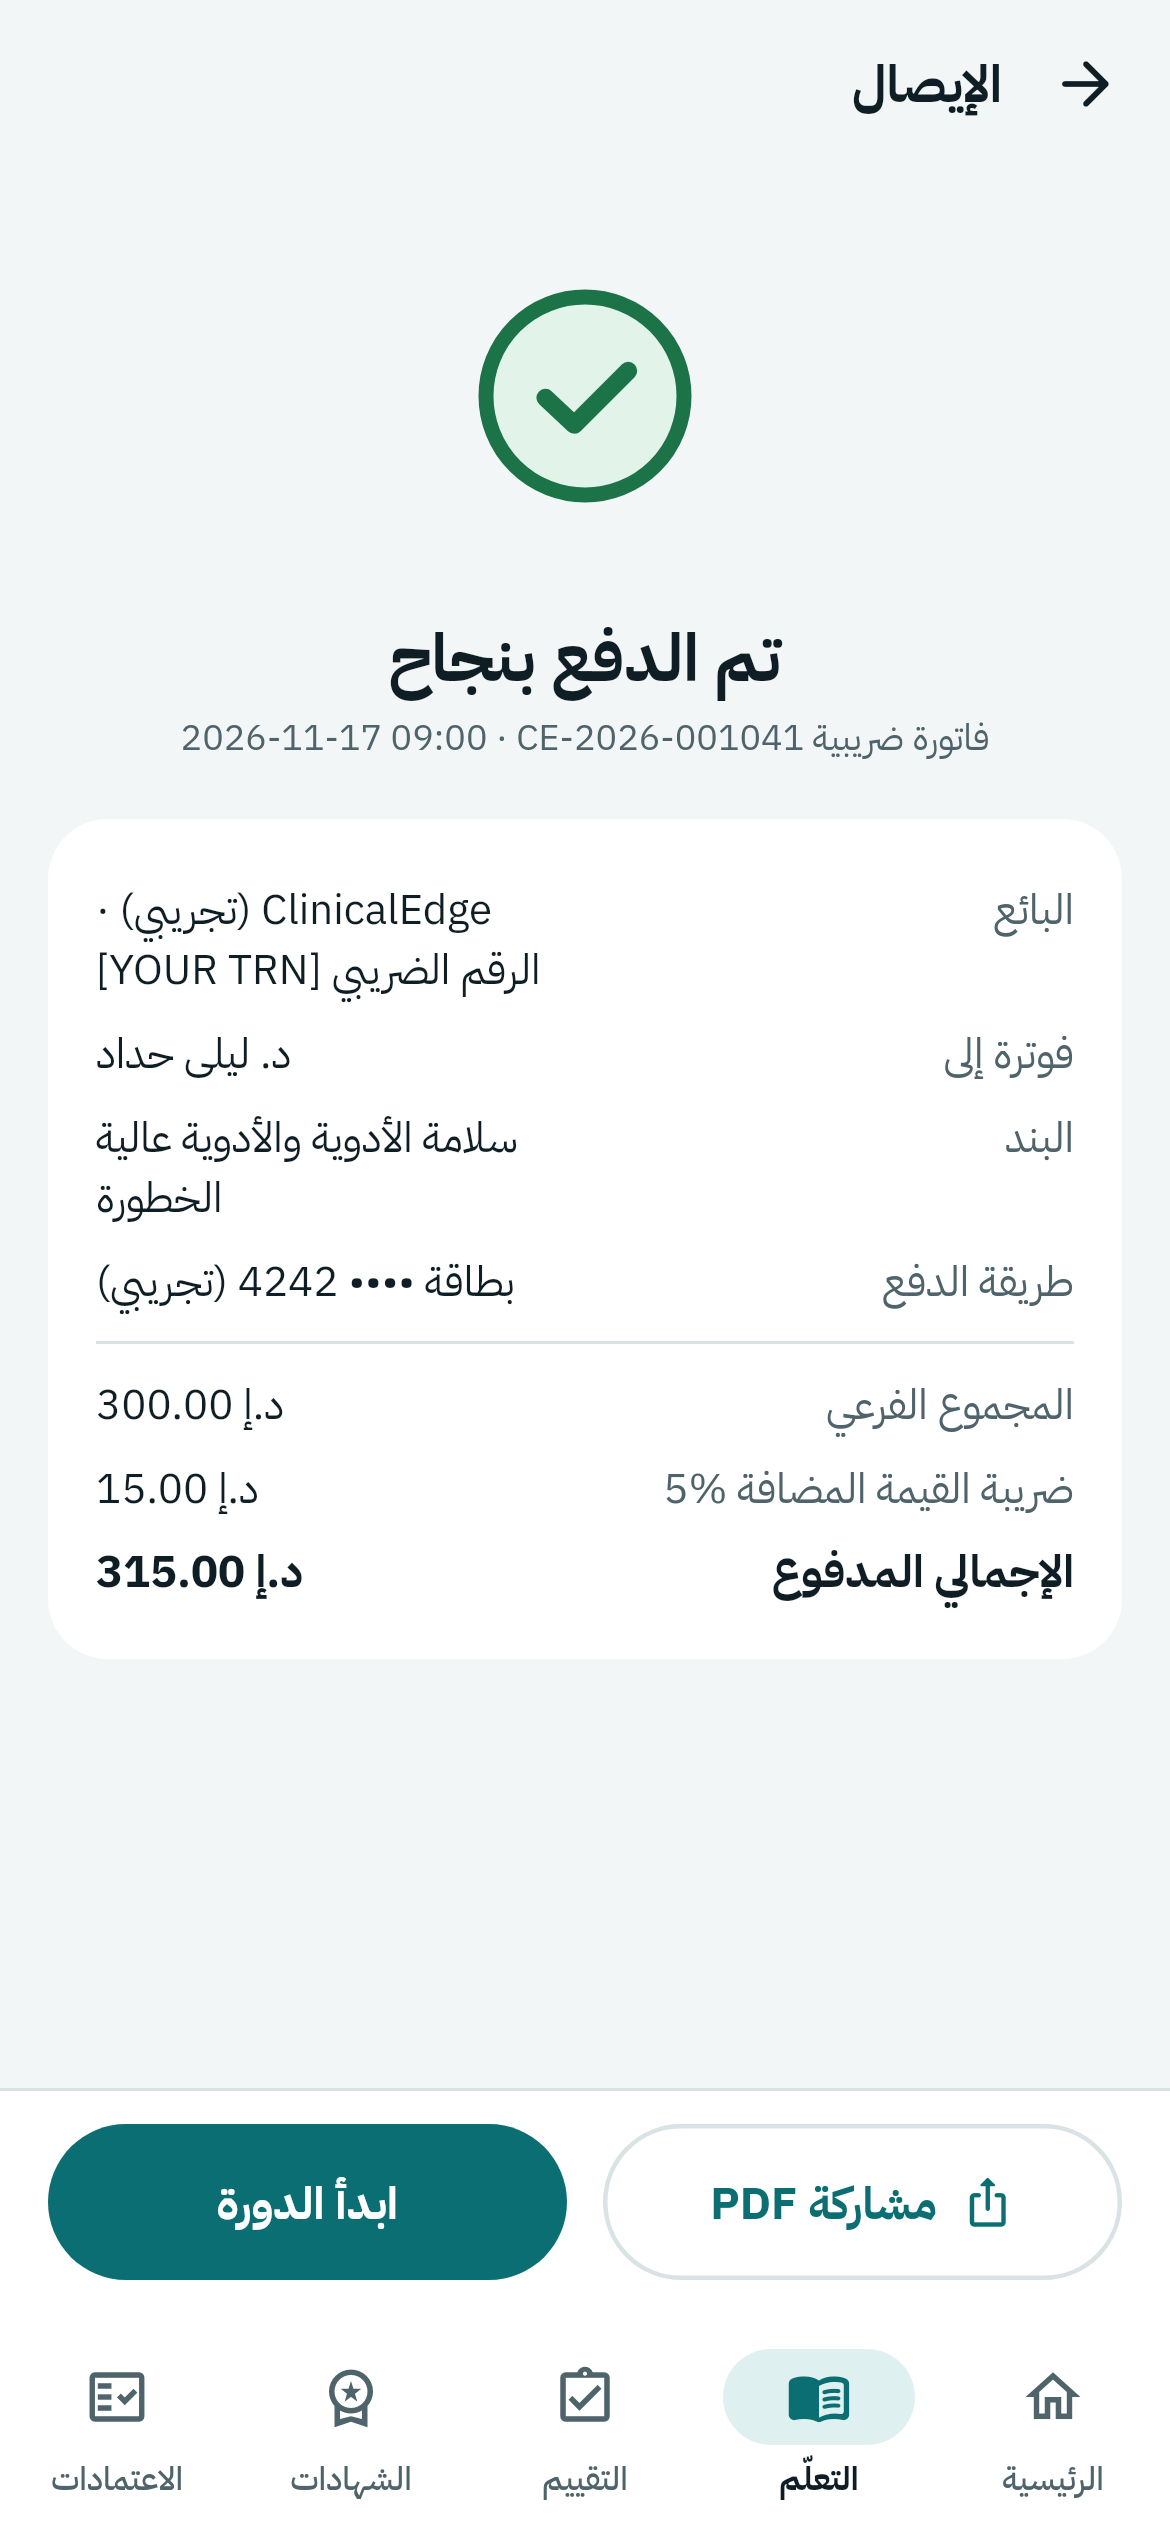 الإيصال
تم الدفع بنجاح
فاتورة ضريبية CE-2026-001041 · 2026-11-17 09:00
البائع
ClinicalEdge (تجريبي) ·
الرقم الضريبي [YOUR TRN]
فوترة إلى
د. ليلى حداد
البند
سلامة الأدوية والأدوية عالية
الخطورة
طريقة الدفع
بطاقة •••• 4242 (تجريبي)
المجموع الفرعي
د.إ 300.00
ضريبة القيمة المضافة 5%
د.إ 15.00
الإجمالي المدفوع
د.إ 315.00
مشاركة PDF
ابدأ الدورة
الرئيسية
التعلّم
التقييم
الشهادات
الاعتمادات